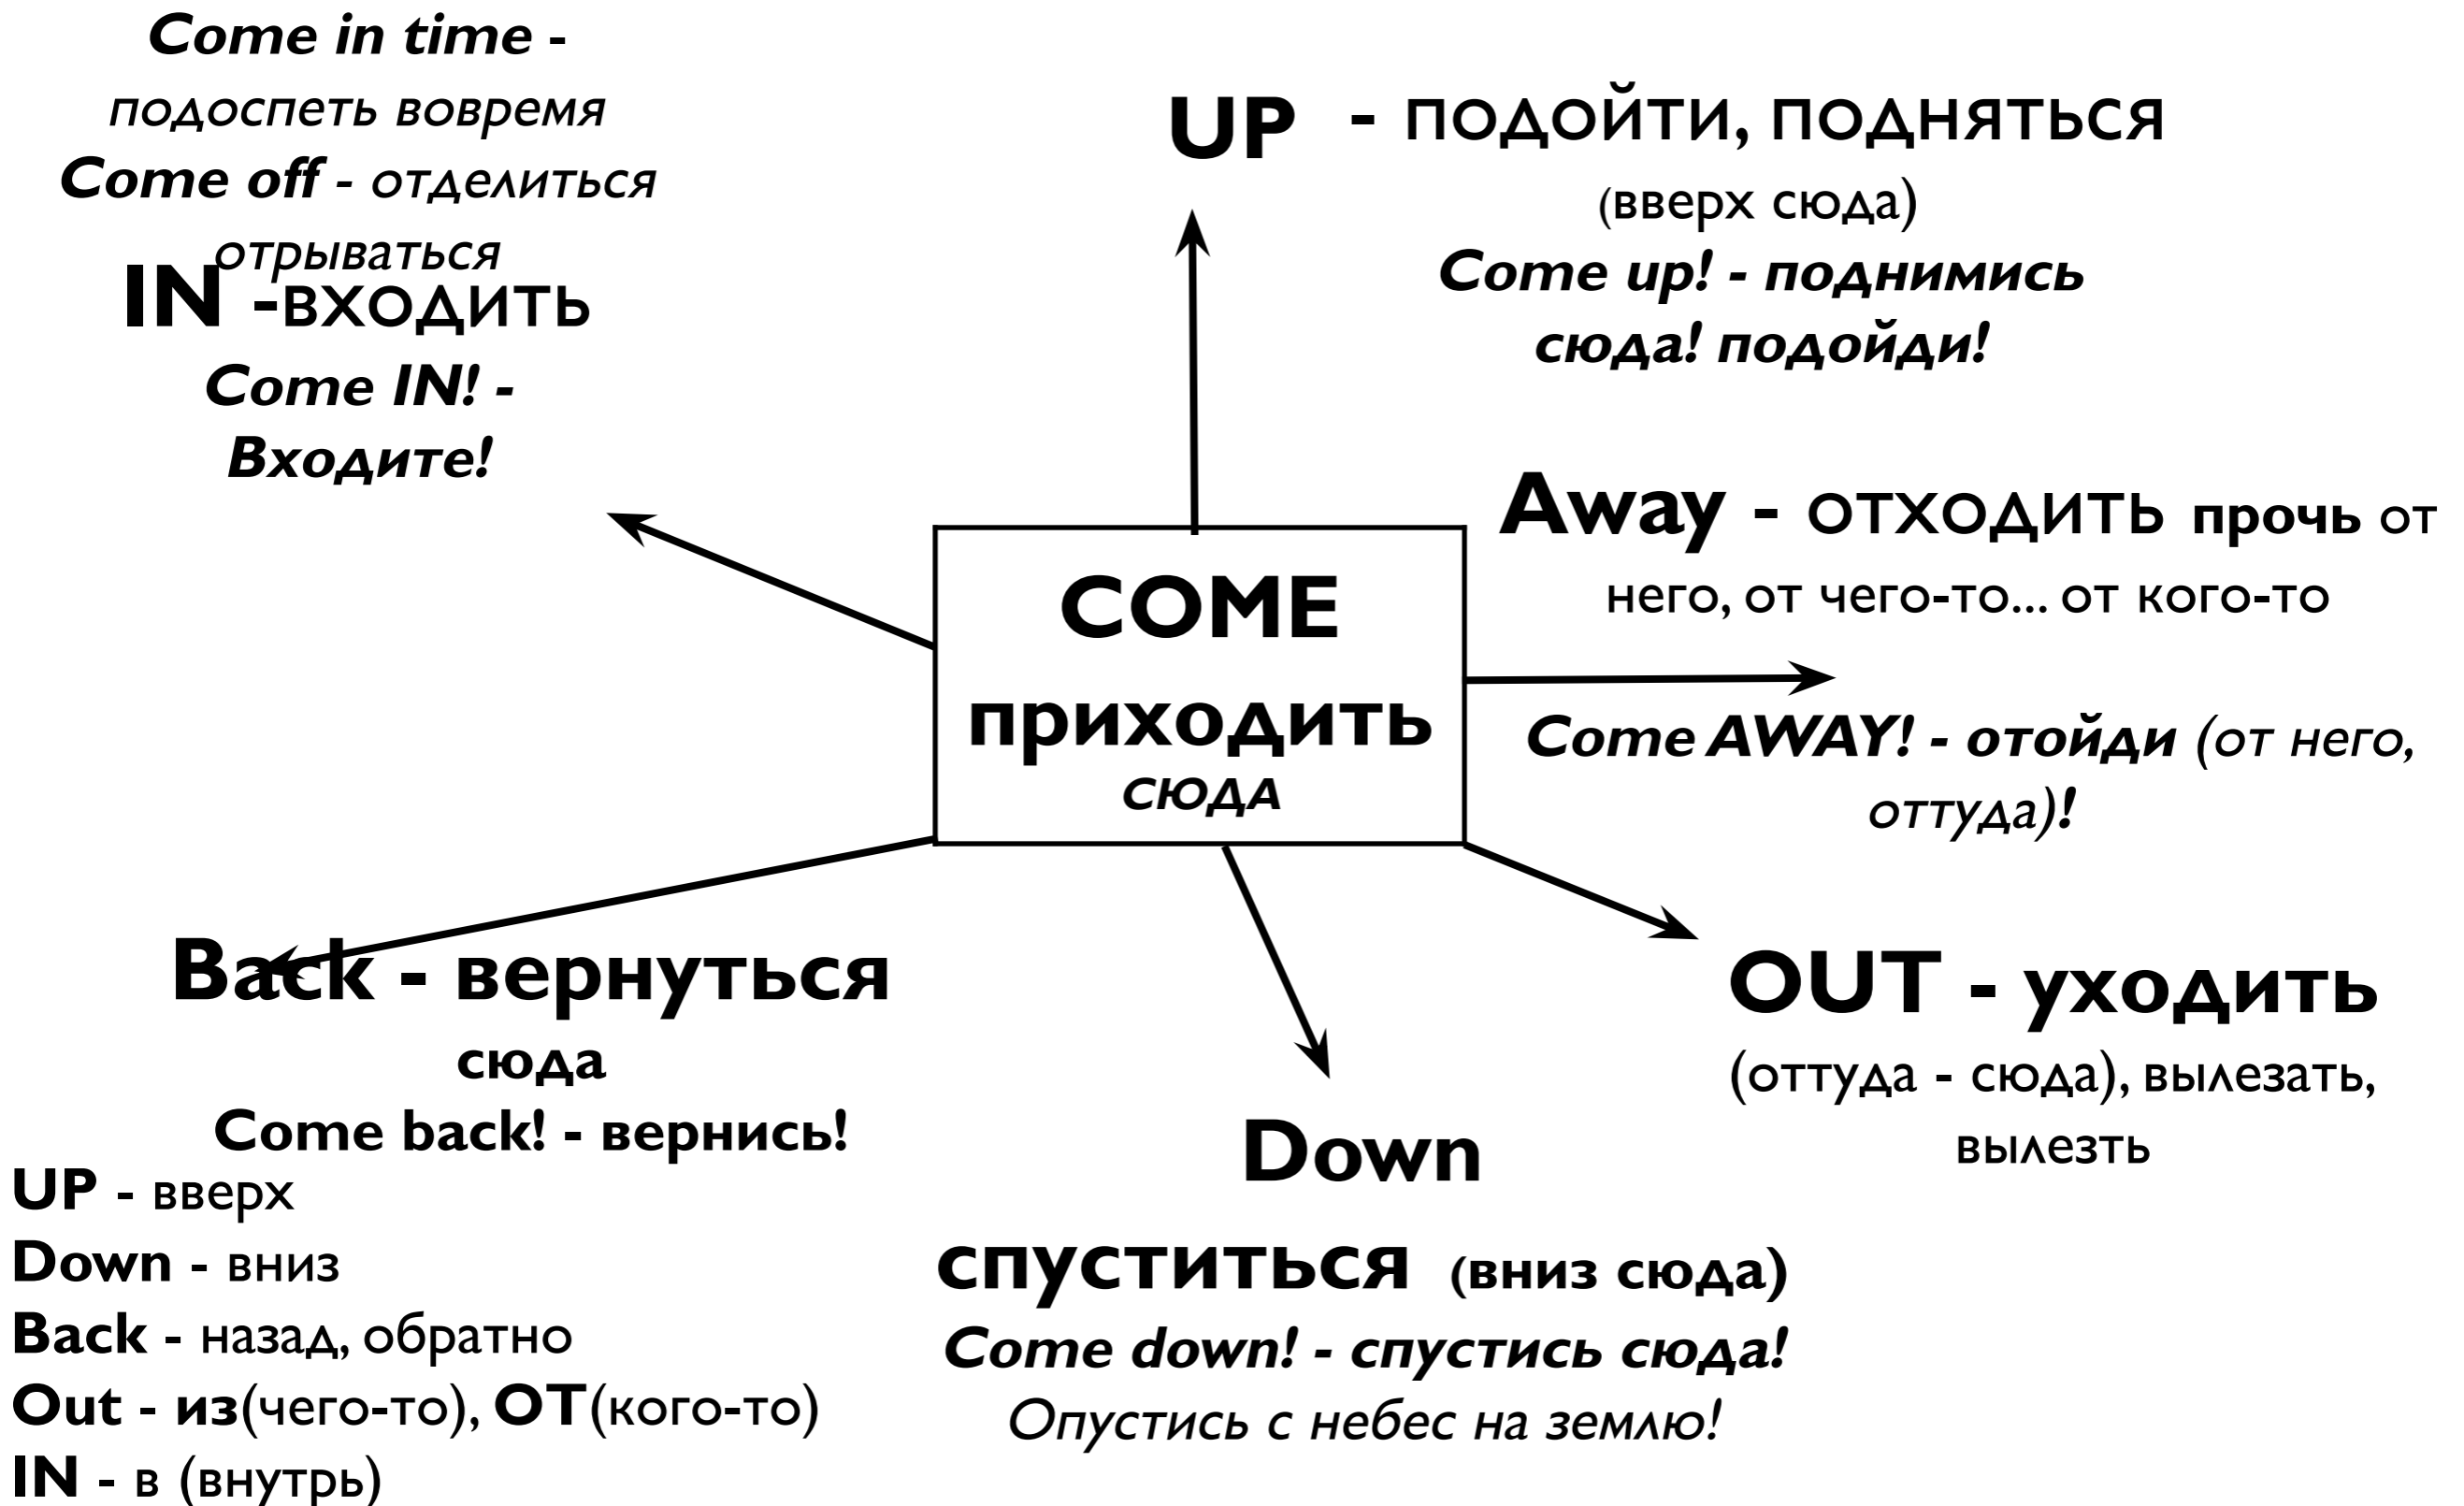 Come in time -
подоспеть вовремя
Come off - отделиться
отрываться
IN -входить
Come IN! -
Входите!
UP - подойти, подняться
(вверх сюда)
Come up! - поднимись
сюда! подойди!
Away - отходить прочь от
него, от чего-то... от кого-то
Come AWAY! - отойди (от него,
оттуда)!
COME
приходить
сюда
Back - вернуться
сюда
Come back! - вернись!
OUT - уходить
(оттуда - сюда), вылезать,
вылезть
Down
спуститься (вниз сюда)
Come down! - спустись сюда!
Опустись с небес на землю!
UP - вверх
Down - вниз
Back - назад, обратно
Out - из(чего-то), ОТ(кого-то)
IN - в (внутрь)